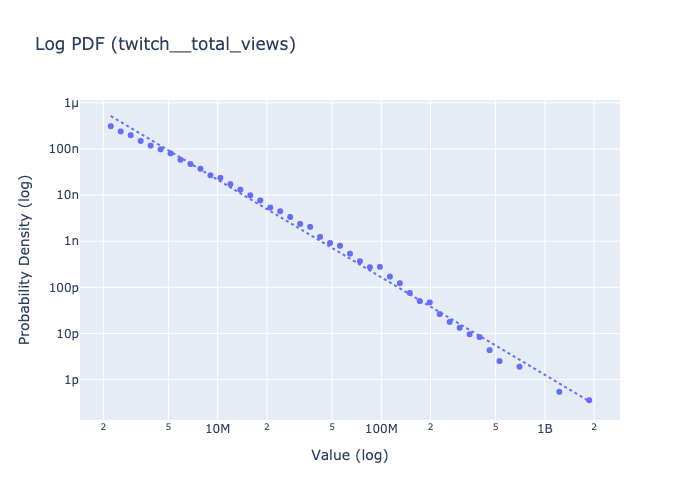 Log PDF (twitch__total_views)
1μ
100n
10n
1n
100p
10p
1p
Probability Density (log)
2 5 10M 2 5 100M 2 5 1B 2
Value (log)